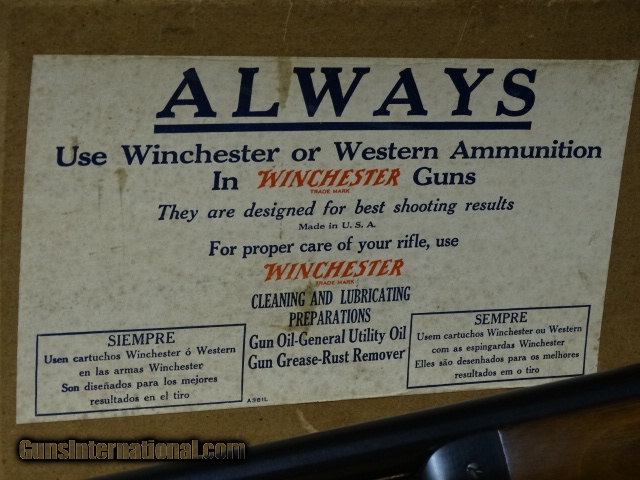 ALWAYS
Use Winchester or Western Ammunition
In WINCHESTER Guns
TRADE MARK
They are designed for best shooting results
Made in U. S. A.
For proper care of your rifle, use
WINCHESTER
TRADE MARK
CLEANING AND LUBRICATING
PREPARATIONS
Gun Oil-General Utility Oil
Gun Grease-Rust Remover
A381L
SIEMPRE
Usen cartuchos Winchester ó Western
en las armas Winchester
Son diseñados para los mejores
resultados en el tiro
SEMPRE
Usem cartuchos Winchester ou Western
com as espingardas Winchester
Elles são desenhados para os melhores
resultados em o tiro
GunsInternational.com